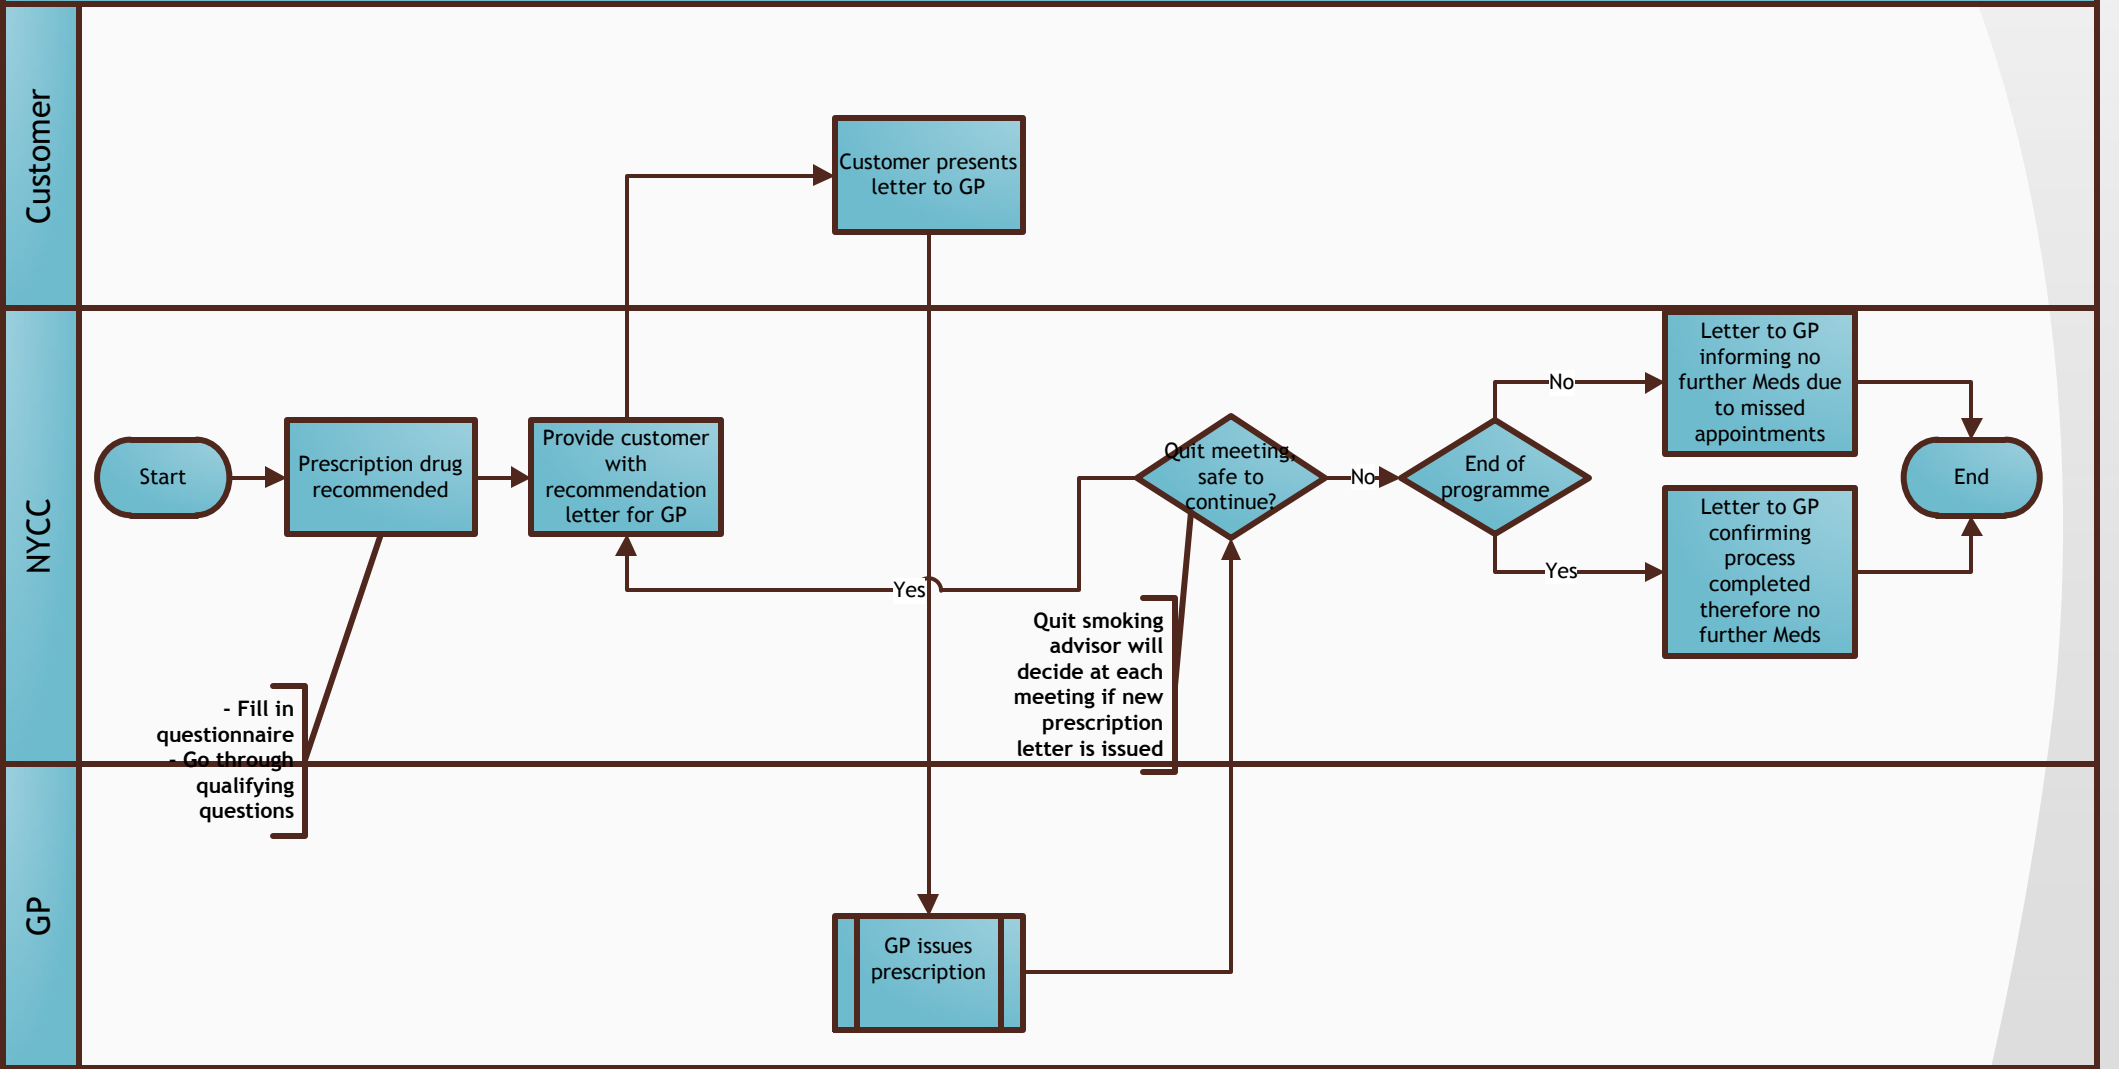 Customer
Customer presents
letter to GP
NYCC
Start
Prescription drug
recommended
Provide customer
with
recommendation
letter for GP
Quit meeting,
safe to
continue?
No
End of
programme
No
Letter to GP
informing no
further Meds due
to missed
appointments
End
Yes
Letter to GP
confirming
process
completed
therefore no
further Meds
Yes
Quit smoking
advisor will
decide at each
meeting if new
prescription
letter is issued
- Fill in
questionnaire
- Go through
qualifying
questions
GP
GP issues
prescription